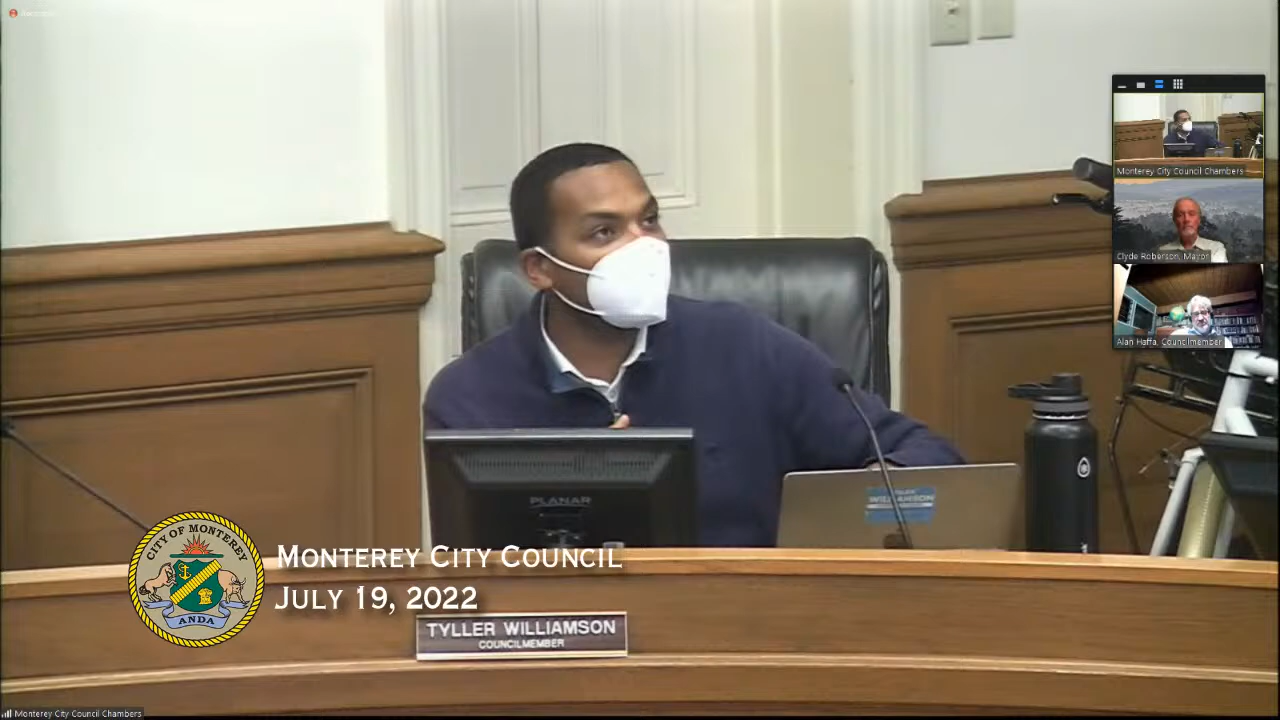 Monterey City Council Chambers
Clyde Roberson, Mayor
Alan Haffa, Councilmember
PLANAR
WILLIAMSON
CITY OF MONTEREY
ANDA
Monterey City Council
July 19, 2022
TYLLER WILLIAMSON
COUNCILMEMBER
Monterey City Council Chambers